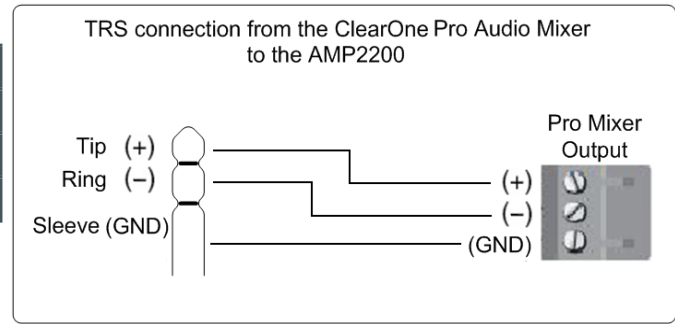 TRS connection from the ClearOne Pro Audio Mixer
to the AMP2200
Pro Mixer
Output
Tip (+)
Ring (−)
Sleeve (GND)
(+)
(−)
(GND)